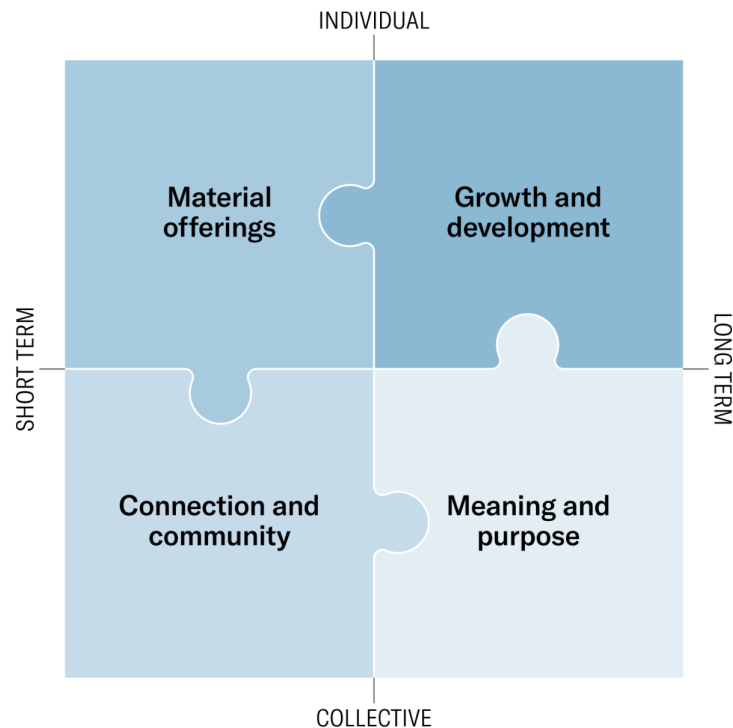 INDIVIDUAL
Material
offerings
Growth and
development
SHORT TERM
LONG TERM
Connection and
community
Meaning and
purpose
COLLECTIVE